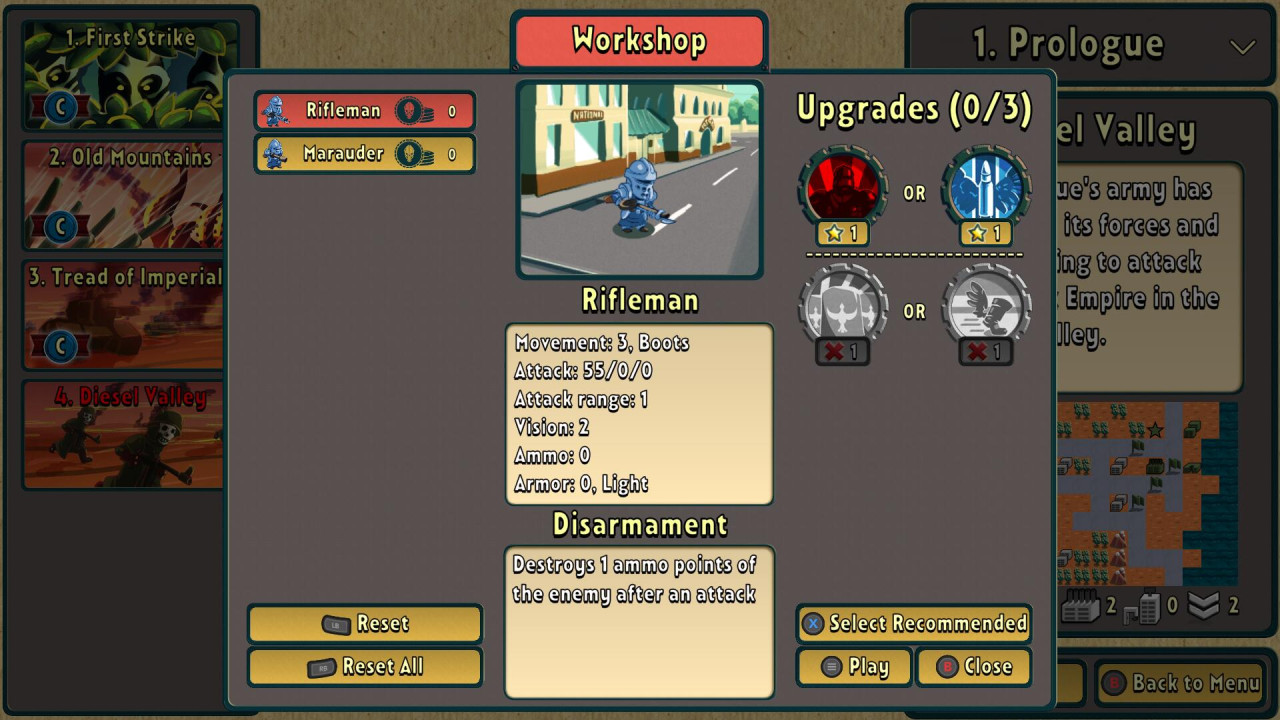 1. First Strike
C
2. Old Mountains
C
3. Tread of Imperial
C
4. Diesel Valley
Workshop
Rifleman 0
Marauder 0
NATIONAL
Rifleman
Movement: 3, Boots
Attack: 55/0/0
Attack range: 1
Vision: 2
Ammo: 0
Armor: 0, Light
Disarmament
Destroys 1 ammo points of
the enemy after an attack
Upgrades (0/3)
OR
1 1
OR
1 1
LB Reset
RB Reset All
X Select Recommended
Play
B Close
1. Prologue
el Valley
ue's army has
its forces and
ing to attack
Empire in the
lley.
2 0 2
B Back to Menu